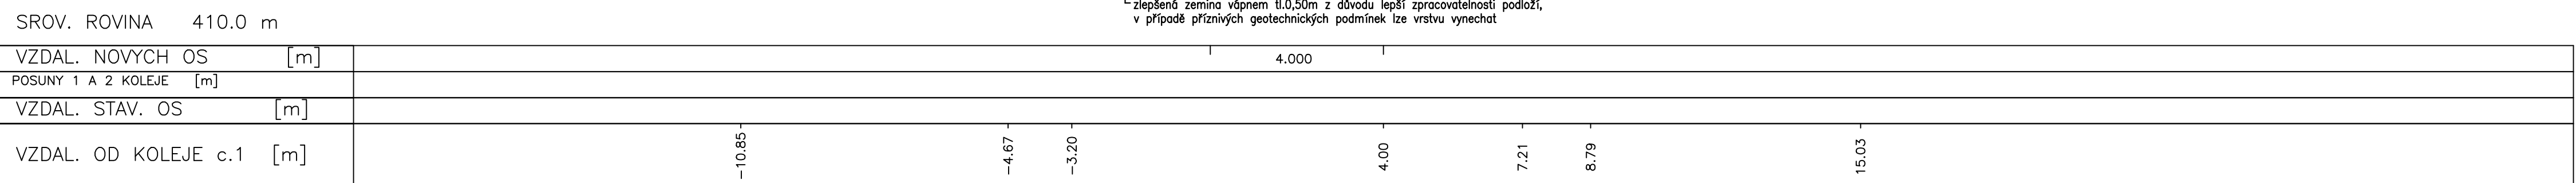 zlepšená zemina vápnem tl.0,50m z důvodu lepší zpracovatelnosti podloží,
v případě příznivých geotechnických podmínek lze vrstvu vynechat
SROV. ROVINA 410.0 m
VZDAL. NOVYCH OS [m] 4.000
POSUNY 1 A 2 KOLEJE [m]
VZDAL. STAV. OS [m]
VZDAL. OD KOLEJE c.1 [m] -10.85 -4.67 -3.20 4.00 7.21 8.79 15.03